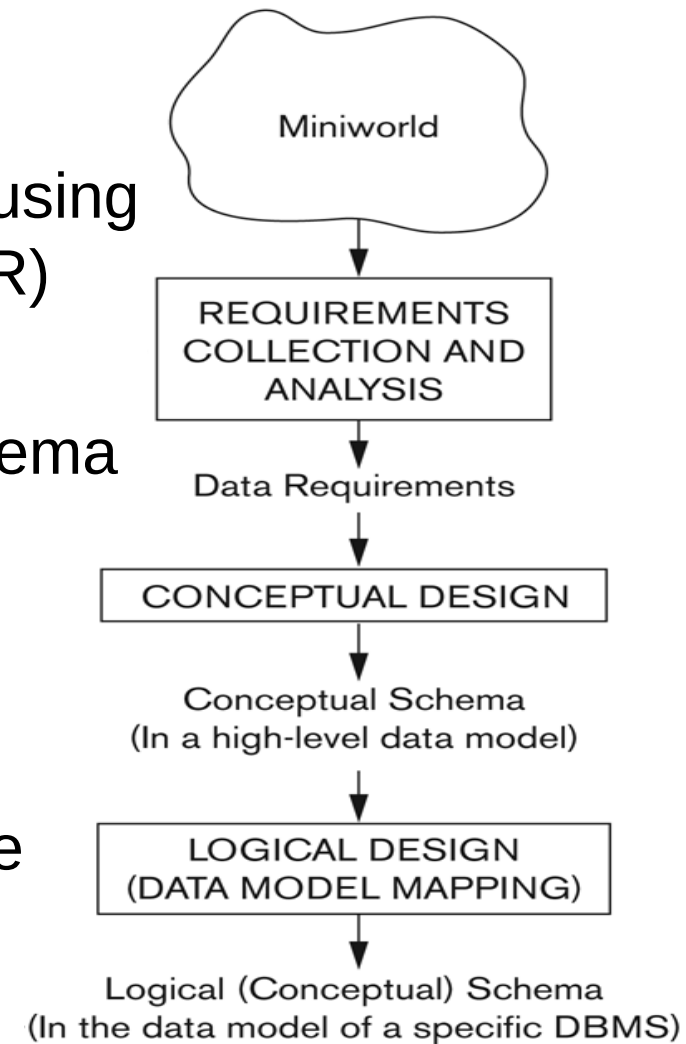 Miniworld
using
R)
REQUIREMENTS
COLLECTION AND
ANALYSIS
ema
Data Requirements
CONCEPTUAL DESIGN
Conceptual Schema
(In a high-level data model)
e
LOGICAL DESIGN
(DATA MODEL MAPPING)
Logical (Conceptual) Schema
(In the data model of a specific DBMS)